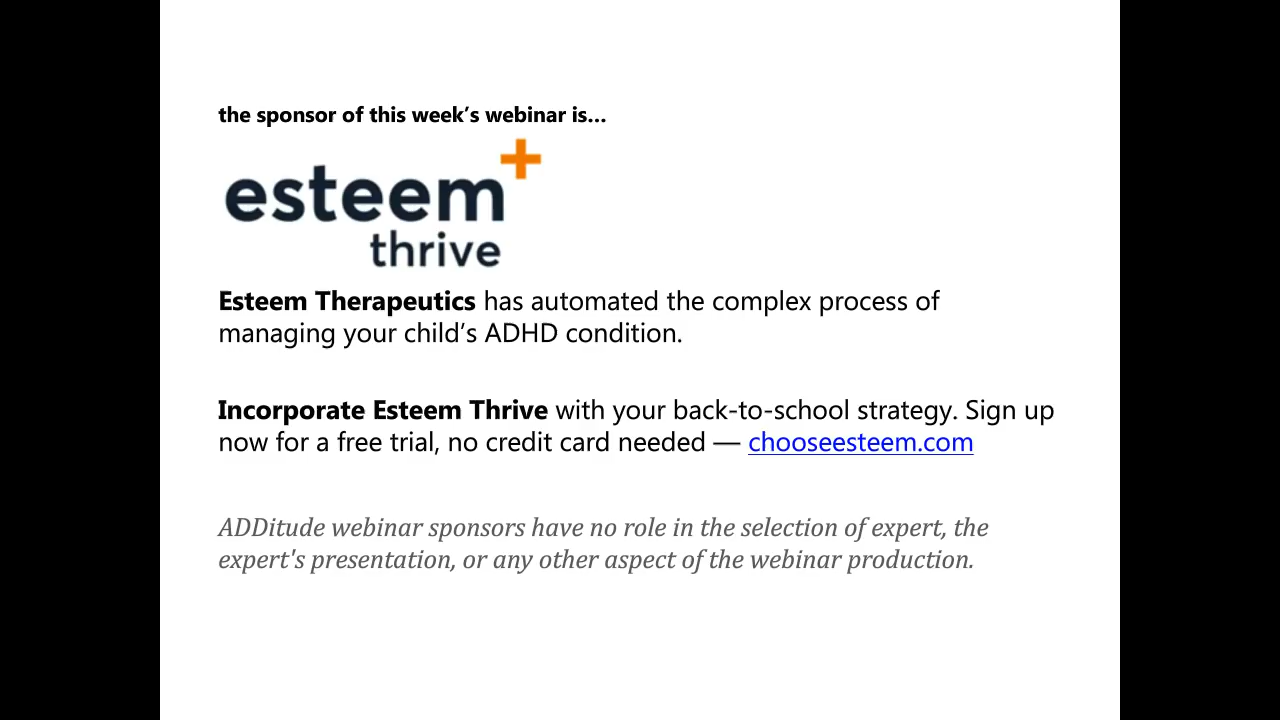 the sponsor of this week’s webinar is…
esteem+
thrive
Esteem Therapeutics has automated the complex process of
managing your child’s ADHD condition.
Incorporate Esteem Thrive with your back-to-school strategy. Sign up
now for a free trial, no credit card needed — chooseesteem.com
ADDitude webinar sponsors have no role in the selection of expert, the
expert's presentation, or any other aspect of the webinar production.